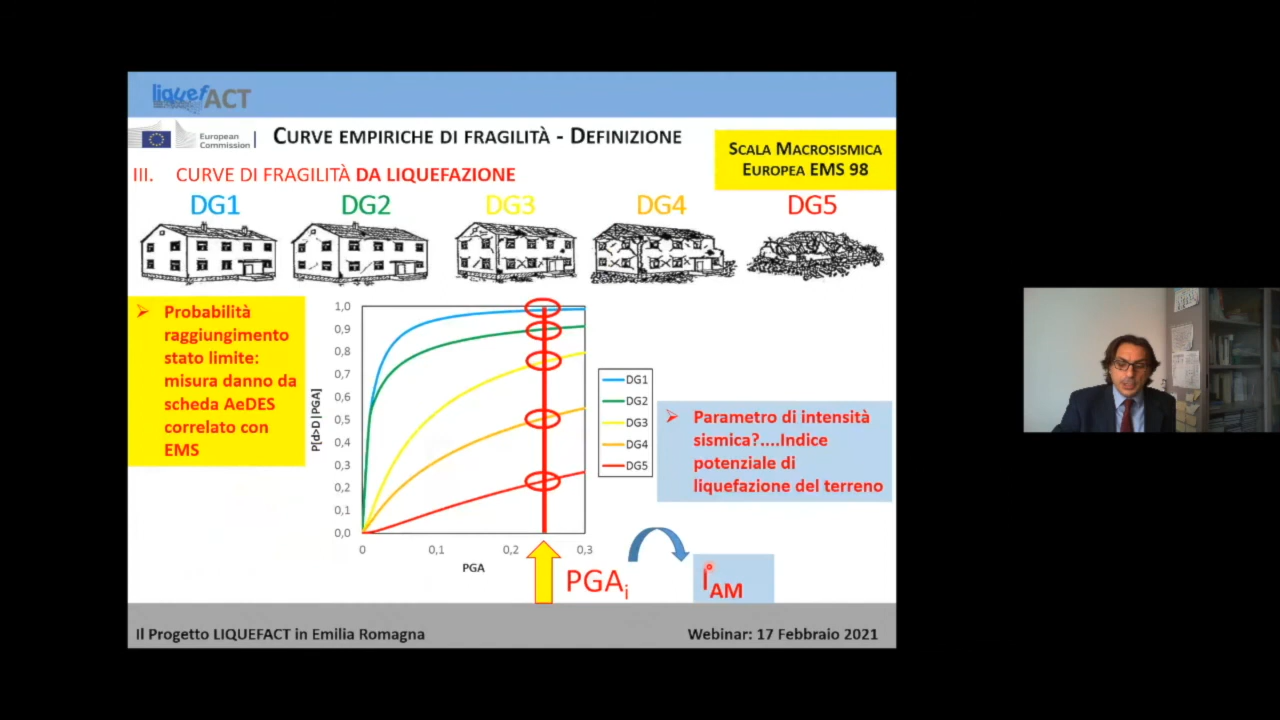 liquefACT
European
Commission
CURVE EMPIRICHE DI FRAGILITÀ - DEFINIZIONE
SCALA MACROSISMICA
EUROPEA EMS 98
III. CURVE DI FRAGILITÀ DA LIQUEFAZIONE
DG1 DG2 DG3 DG4 DG5
➢ Probabilità
raggiungimento
stato limite:
misura danno da
scheda AeDES
correlato con
EMS
P[d>D|PGA]
1,0
0,9
0,8
0,7
0,6
0,5
0,4
0,3
0,2
0,1
0,0
0 0,1 0,2 0,3
PGA
DG1
DG2
DG3
DG4
DG5
➢ Parametro di intensità
sismica?....Indice
potenziale di
liquefazione del terreno
PGAi
IAM
Il Progetto LIQUEFACT in Emilia Romagna
Webinar: 17 Febbraio 2021